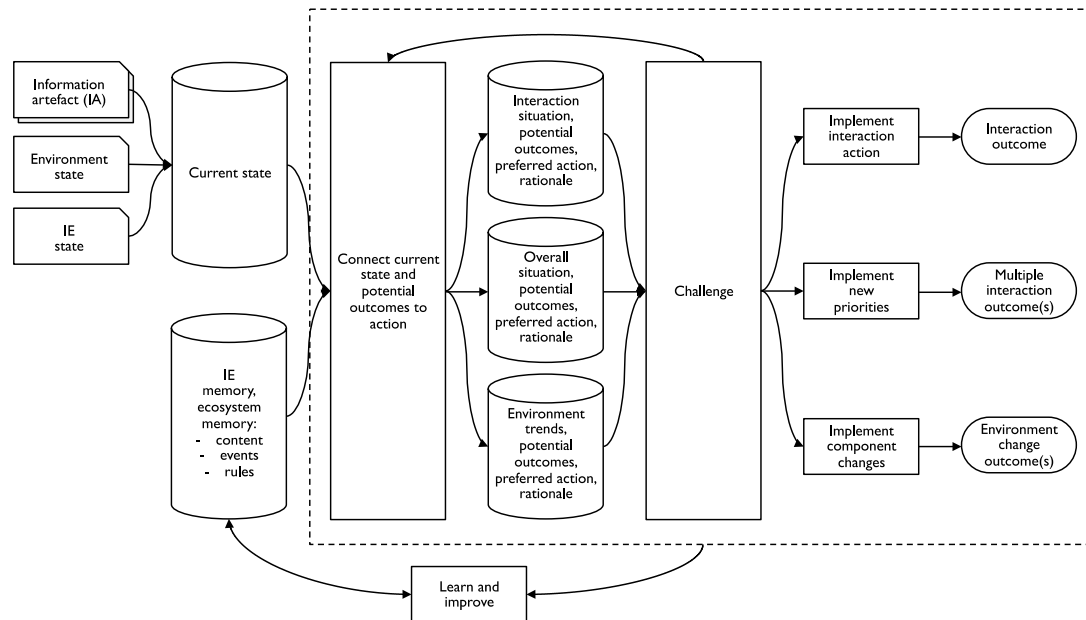 Information
artefact (IA)
Environment
state
IE
state
Current state
IE
memory,
ecosystem
memory:
- content
- events
- rules
Connect current
state and
potential
outcomes to
action
Interaction
situation,
potential
outcomes,
preferred action,
rationale
Overall
situation,
potential
outcomes,
preferred action,
rationale
Environment
trends,
potential
outcomes,
preferred action,
rationale
Challenge
Implement
interaction
action
Interaction
outcome
Implement
new
priorities
Multiple
interaction
outcome(s)
Implement
component
changes
Environment
change
outcome(s)
Learn and
improve